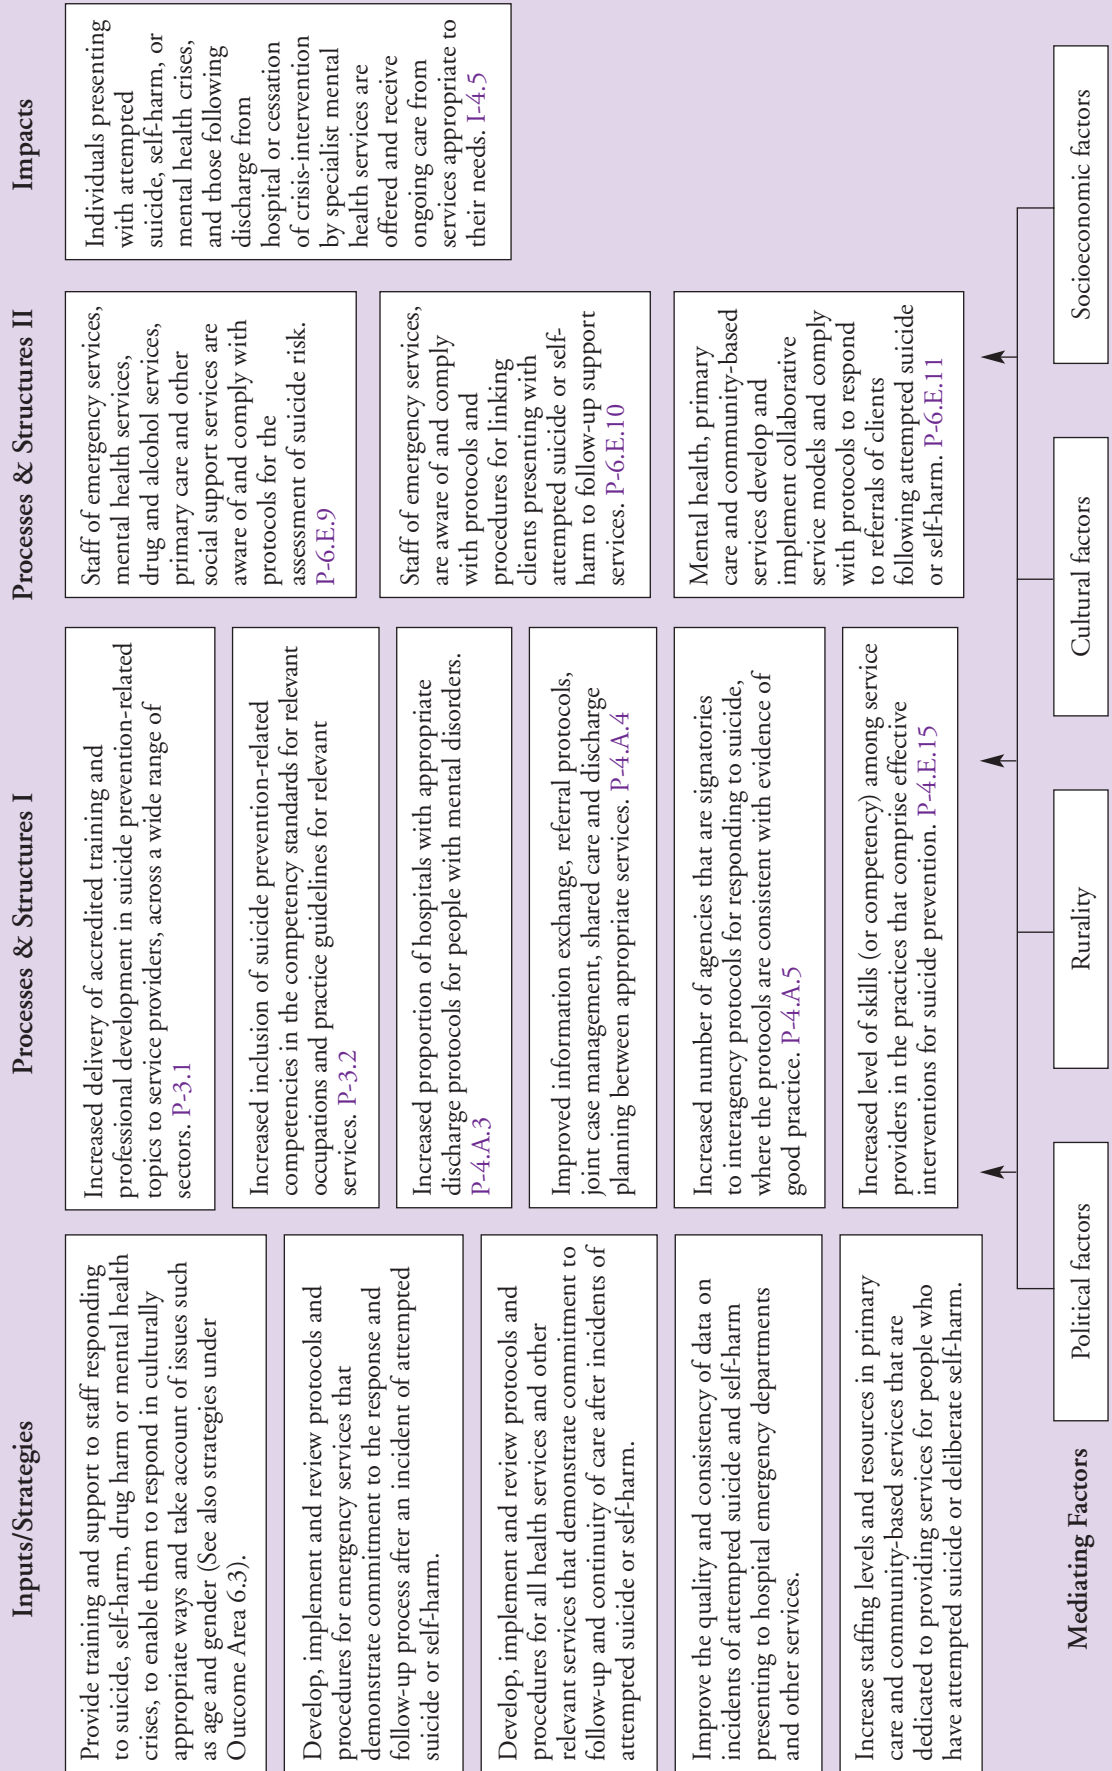 Inputs/Strategies
Provide training and support to staff responding
to suicide, self-harm, drug harm or mental health
crises, to enable them to respond in culturally
appropriate ways and take account of issues such
as age and gender (See also strategies under
Outcome Area 6.3).
Develop, implement and review protocols and
procedures for emergency services that
demonstrate commitment to the response and
follow-up process after an incident of attempted
suicide or self-harm.
Develop, implement and review protocols and
procedures for all health services and other
relevant services that demonstrate commitment to
follow-up and continuity of care after incidents of
attempted suicide or self-harm.
Improve the quality and consistency of data on
incidents of attempted suicide and self-harm
presenting to hospital emergency departments
and other services.
Increase staffing levels and resources in primary
care and community-based services that are
dedicated to providing services for people who
have attempted suicide or deliberate self-harm.
Processes & Structures I
Increased delivery of accredited training and
professional development in suicide prevention-related
topics to service providers, across a wide range of
sectors. P-3.1
Increased inclusion of suicide prevention-related
competencies in the competency standards for relevant
occupations and practice guidelines for relevant
services. P-3.2
Increased proportion of hospitals with appropriate
discharge protocols for people with mental disorders.
P-4.A.3
Improved information exchange, referral protocols,
joint case management, shared care and discharge
planning between appropriate services. P-4.A.4
Increased number of agencies that are signatories
to interagency protocols for responding to suicide,
where the protocols are consistent with evidence of
good practice. P-4.A.5
Increased level of skills (or competency) among service
providers in the practices that comprise effective
interventions for suicide prevention. P-4.E.15
Processes & Structures II
Staff of emergency services,
mental health services,
drug and alcohol services,
primary care and other
social support services are
aware of and comply with
protocols for the
assessment of suicide risk.
P-6.E.9
Staff of emergency services,
are aware of and comply
with protocols and
procedures for linking
clients presenting with
attempted suicide or self-
harm to follow-up support
services. P-6.E.10
Mental health, primary
care and community-based
services develop and
implement collaborative
service models and comply
with protocols to respond
to referrals of clients
following attempted suicide
or self-harm. P-6.E.11
Impacts
Individuals presenting
with attempted
suicide, self-harm, or
mental health crises,
and those following
discharge from
hospital or cessation
of crisis-intervention
by specialist mental
health services are
offered and receive
ongoing care from
services appropriate to
their needs. I-4.5
Mediating Factors
Political factors
Rurality
Cultural factors
Socioeconomic factors